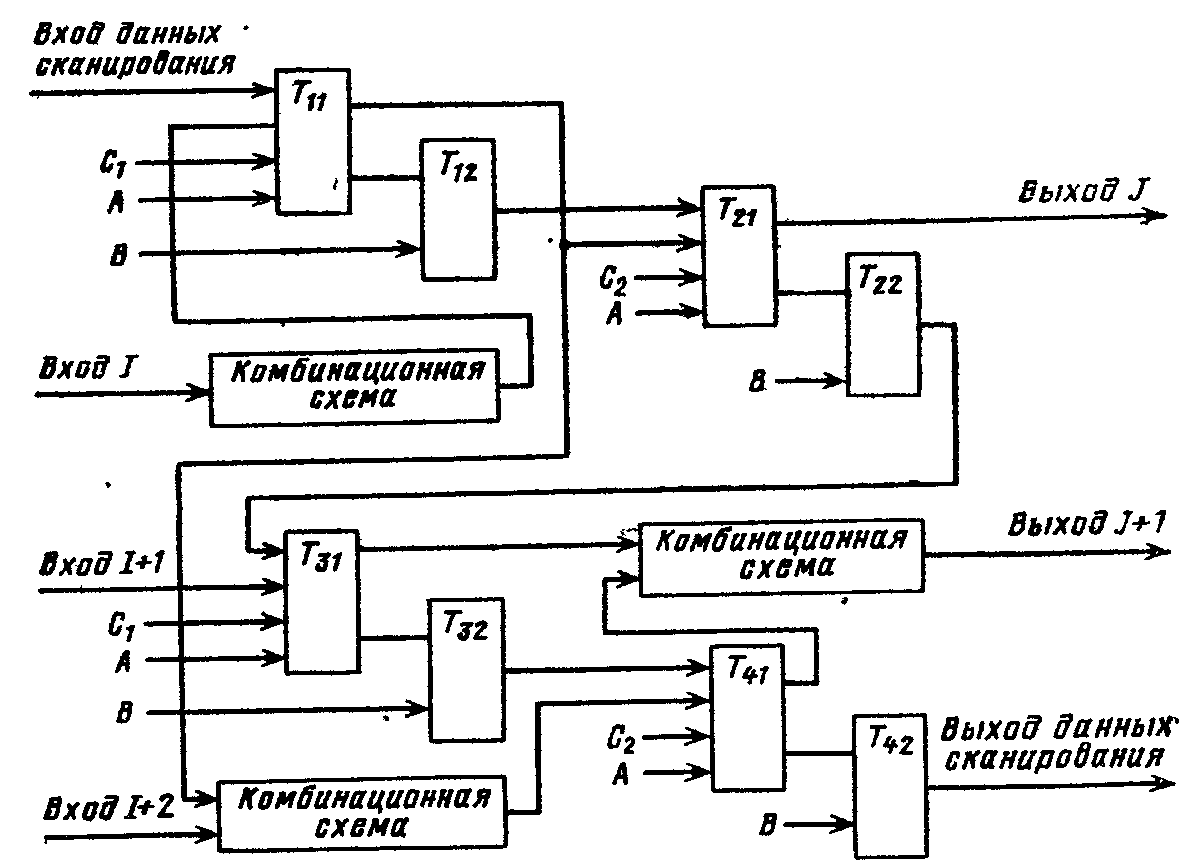 Вход данных
сканирования
T11
C1
A
B
T12
T21
Выход J
C2
A
T22
B
Вход I
Комбинационная
схема
Вход I+1
T31
C1
A
B
T32
Комбинационная
схема
Выход J+1
T41
C2
A
T42
B
Выход данных
сканирования
Вход I+2
Комбинационная
схема